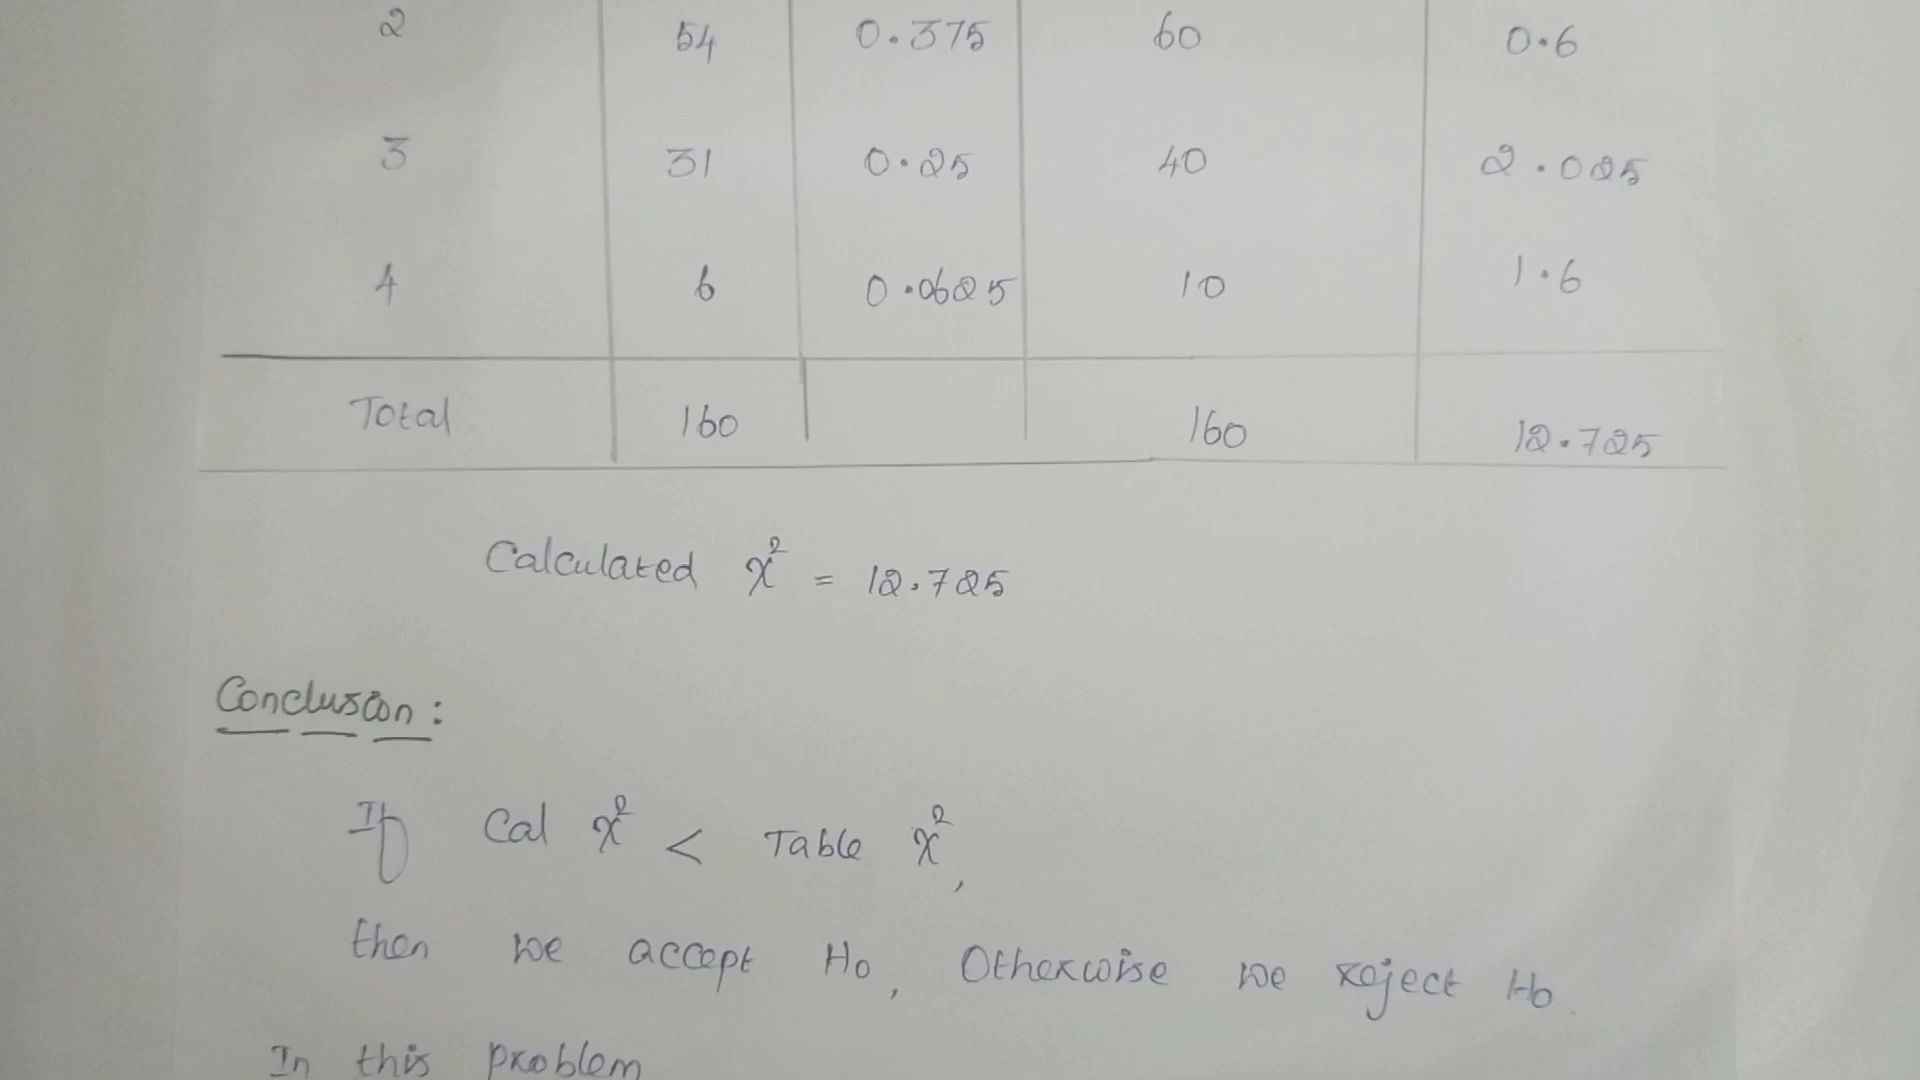 2 54 0.375 60 0.6
3 31 0.25 40 2.025
4 6 0.0625 10 1.6
Total 160 160 12.725
Calculated χ² = 12.725
Conclusion:
If Cal χ² < Table χ²,
then we accept H0, Otherwise we reject H0.
In this problem